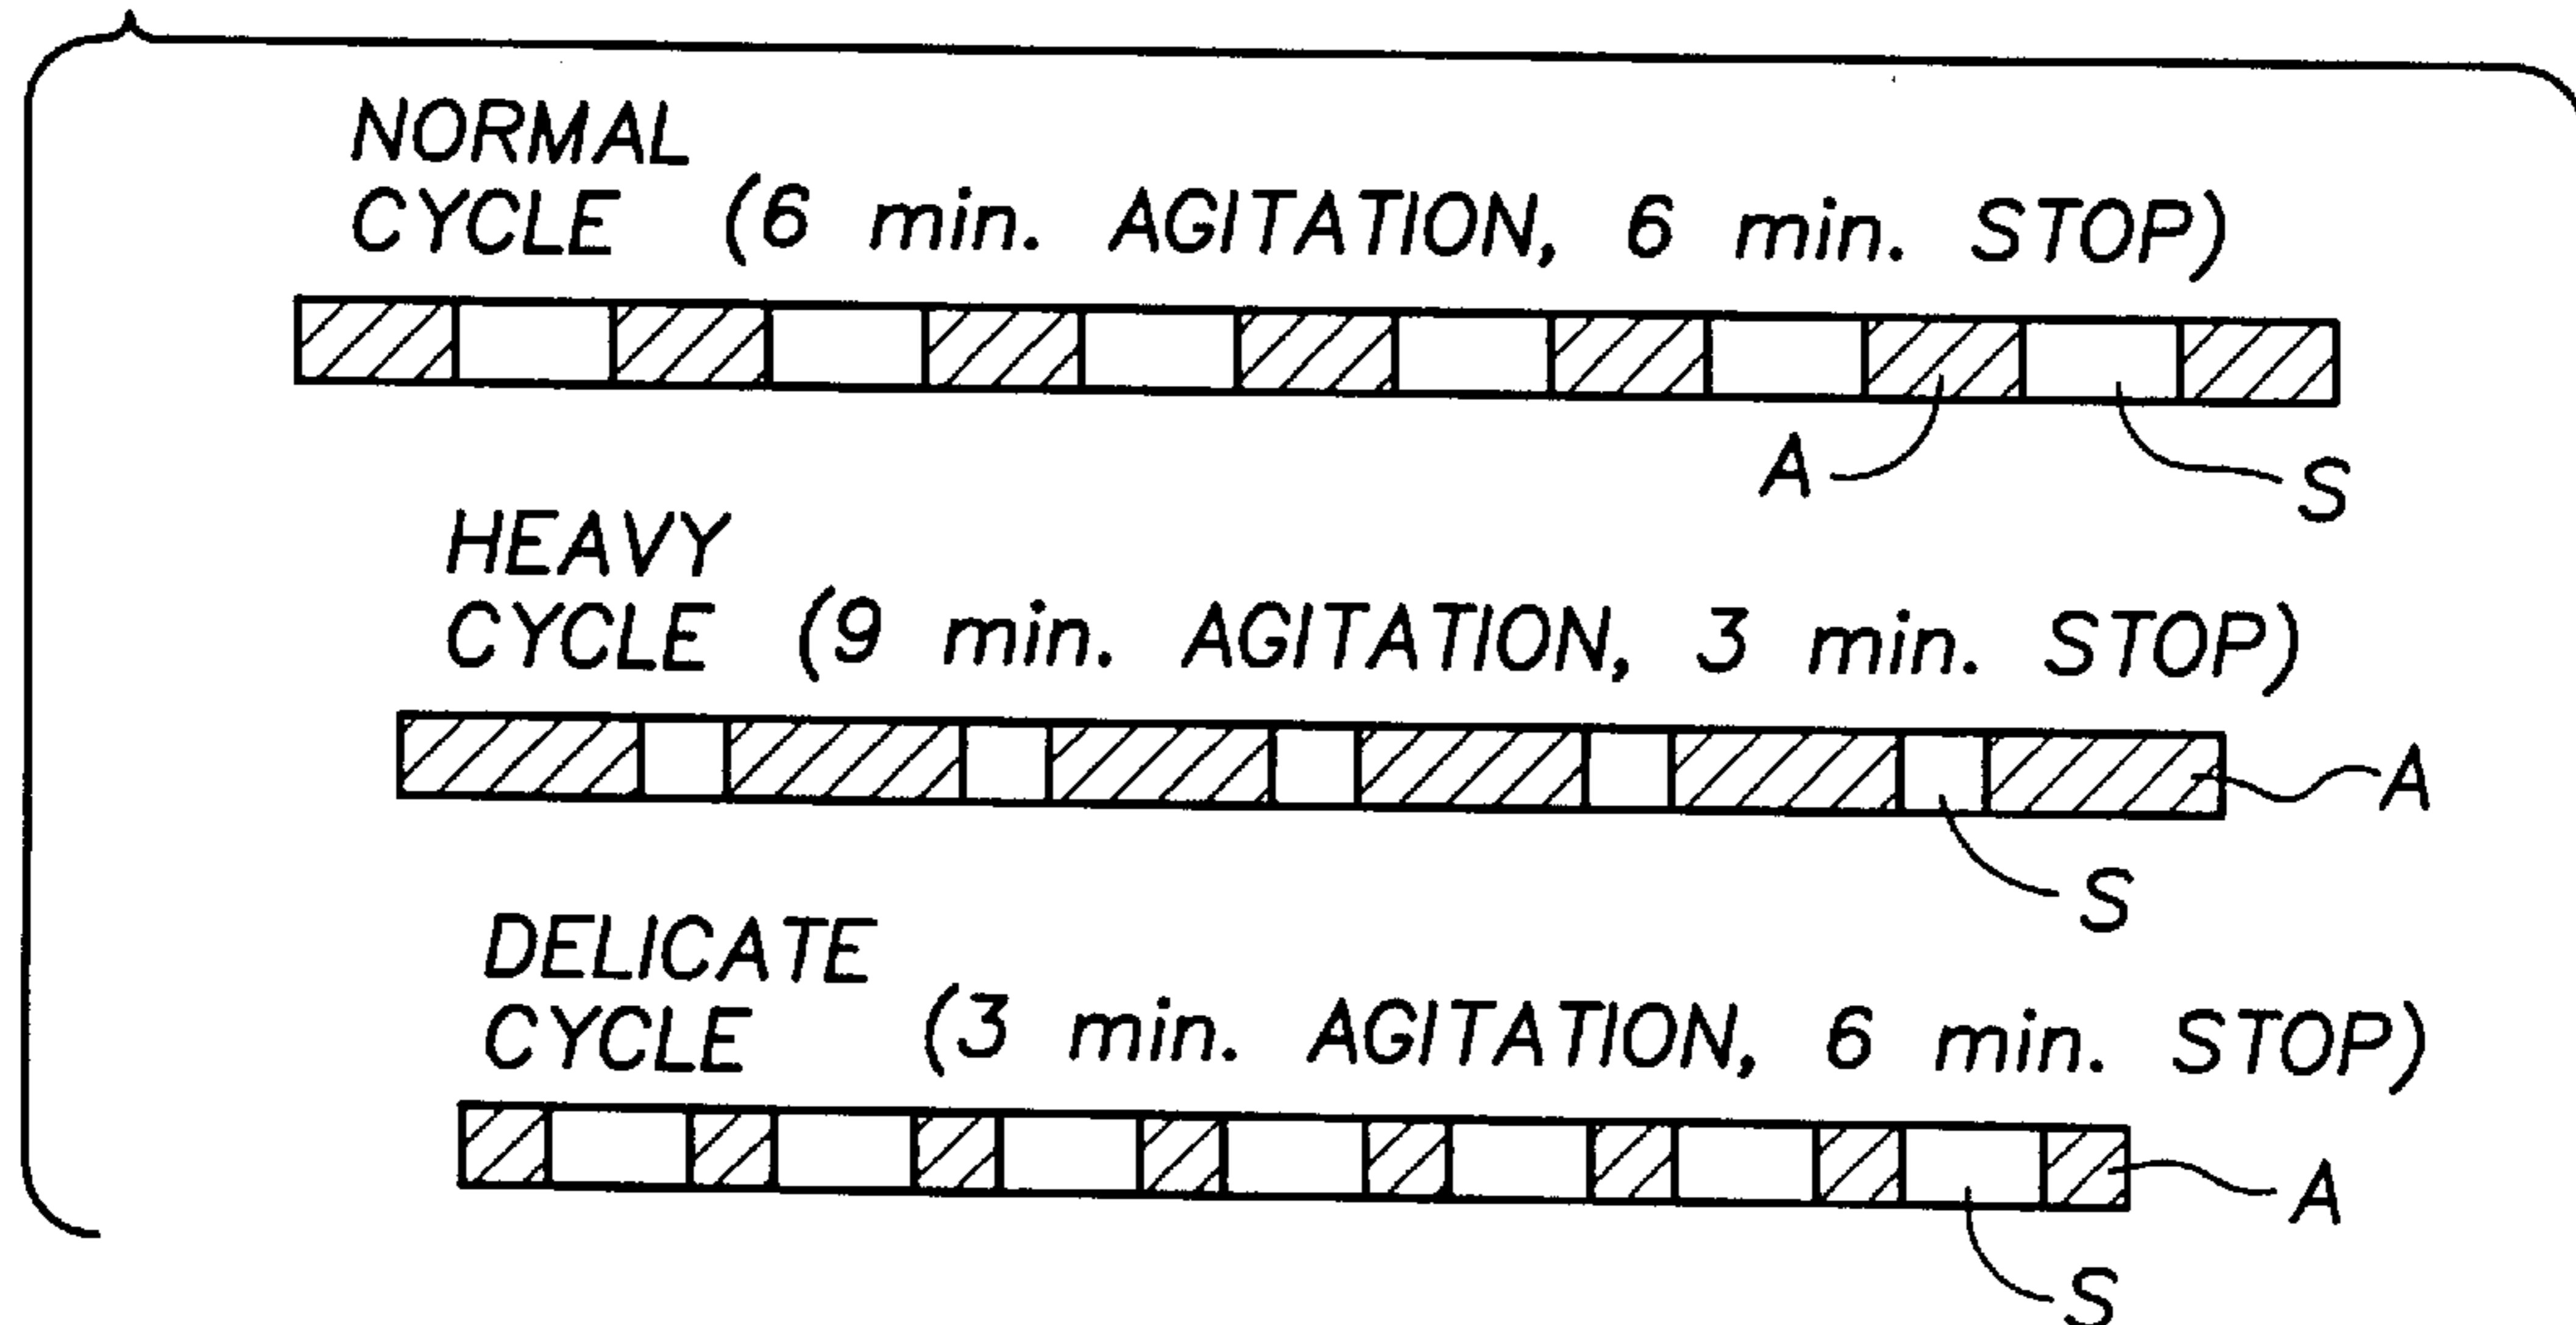 NORMAL
CYCLE (6 min. AGITATION, 6 min. STOP)
A
S
HEAVY
CYCLE (9 min. AGITATION, 3 min. STOP)
A
S
DELICATE
CYCLE (3 min. AGITATION, 6 min. STOP)
A
S